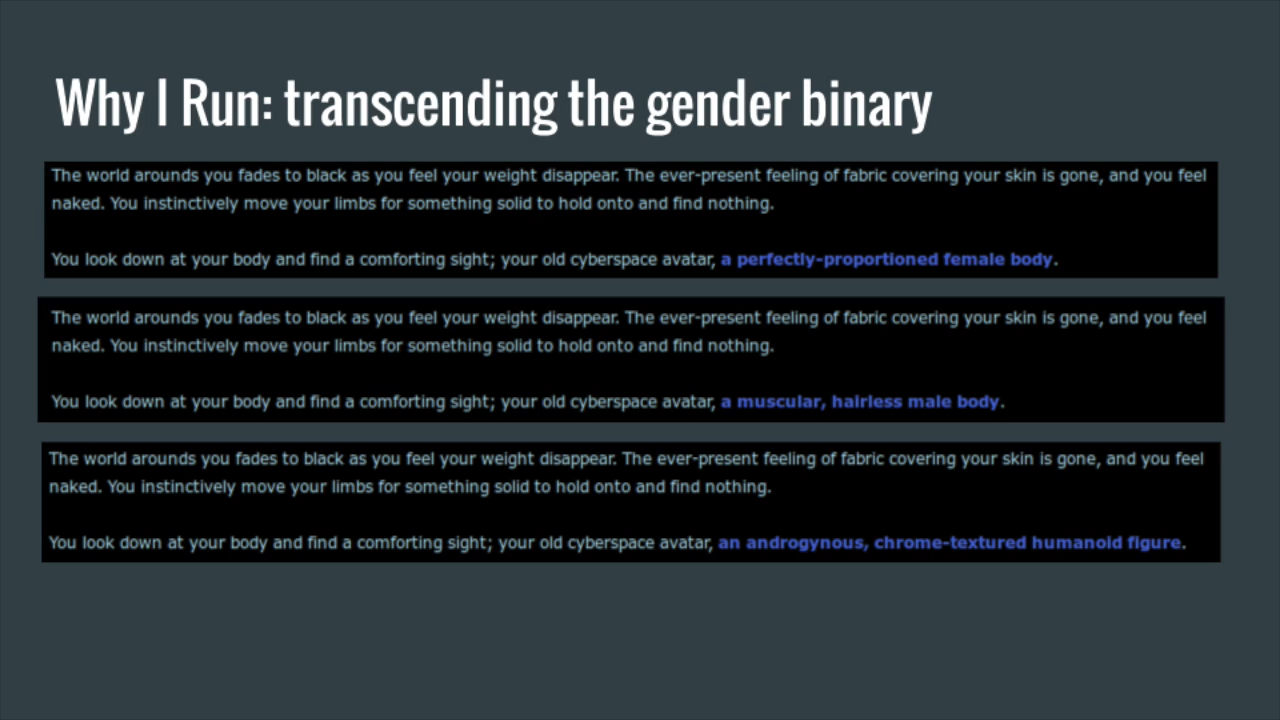 Why I Run: transcending the gender binary
The world arounds you fades to black as you feel your weight disappear. The ever-present feeling of fabric covering your skin is gone, and you feel
naked. You instinctively move your limbs for something solid to hold onto and find nothing.
You look down at your body and find a comforting sight; your old cyberspace avatar, a perfectly-proportioned female body.
The world arounds you fades to black as you feel your weight disappear. The ever-present feeling of fabric covering your skin is gone, and you feel
naked. You instinctively move your limbs for something solid to hold onto and find nothing.
You look down at your body and find a comforting sight; your old cyberspace avatar, a muscular, hairless male body.
The world arounds you fades to black as you feel your weight disappear. The ever-present feeling of fabric covering your skin is gone, and you feel
naked. You instinctively move your limbs for something solid to hold onto and find nothing.
You look down at your body and find a comforting sight; your old cyberspace avatar, an androgynous, chrome-textured humanoid figure.